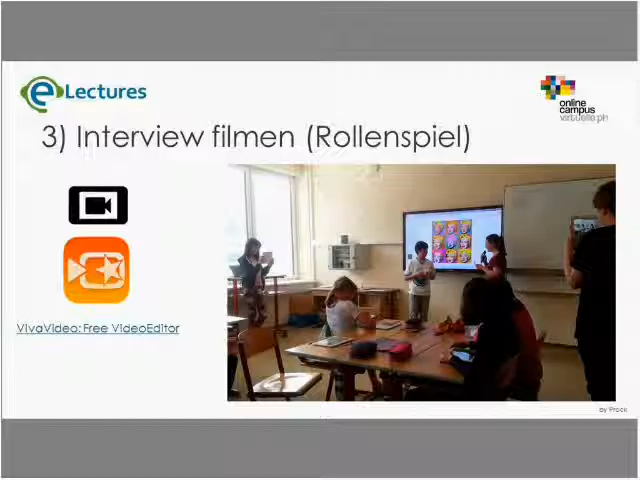 eLectures
online
campus
virtuelle ph
3) Interview filmen (Rollenspiel)
VivaVideo: Free VideoEditor
by Prock